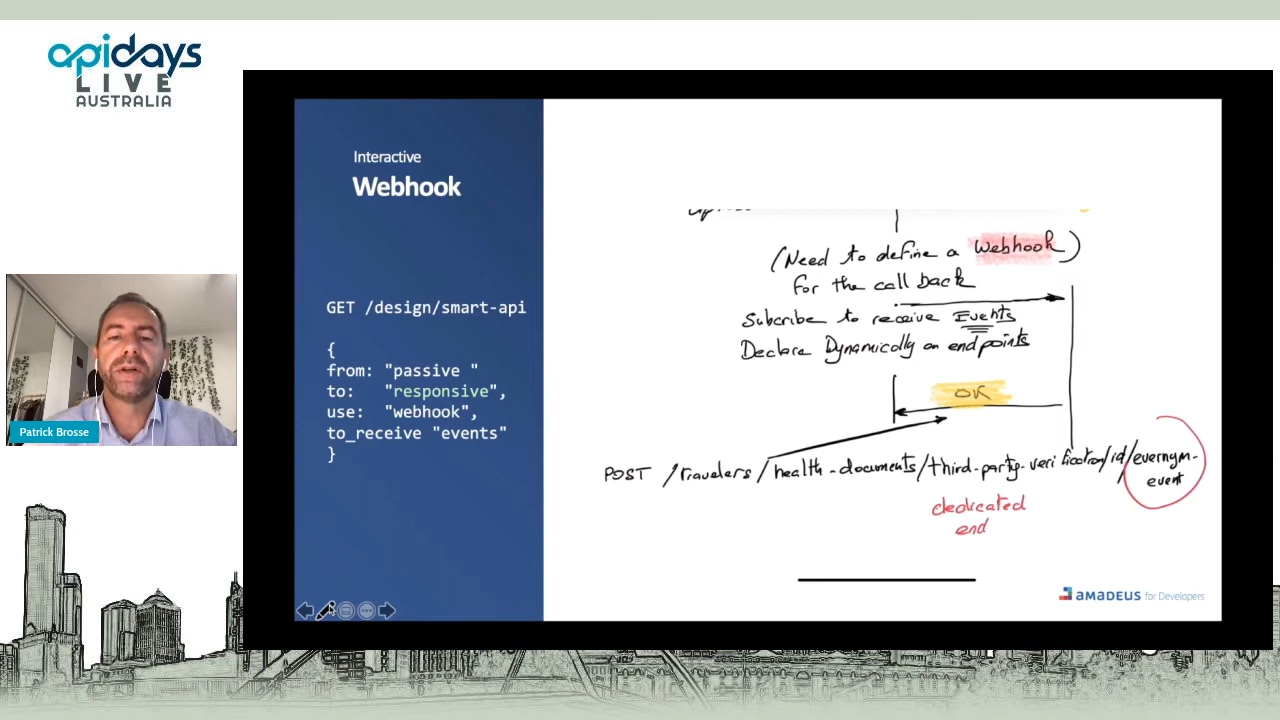 apidays
LIVE
AUSTRALIA
Interactive
Webhook
GET /design/smart-api
{
from: "passive "
to: "responsive",
use: "webhook",
to_receive "events"
}
(Need to define a webhook)
for the call back
Subcribe to receive Events
Declare Dynamically an endpoints
OK
POST /travelers/health-documents/third-party-verification/id/evernym-
event
dedicated
end
Patrick Brosse
amadeus for Developers